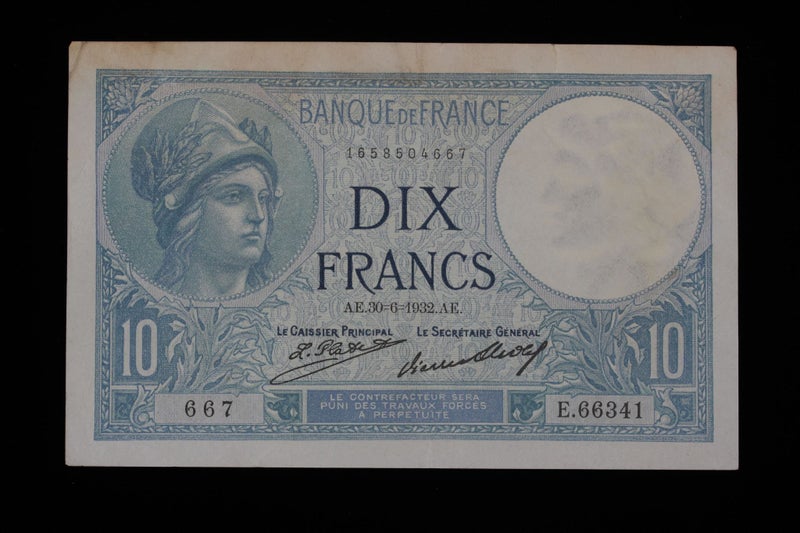 BANQUE DE FRANCE
1658504667
DIX
FRANCS
AE.30=6=1932.AE.
LE CAISSIER PRINCIPAL LE SECRÉTAIRE GÉNÉRAL
10 10
667 E.66341
LE CONTREFACTEUR SERA
PUNI DES TRAVAUX FORCÉS
À PERPÉTUITÉ